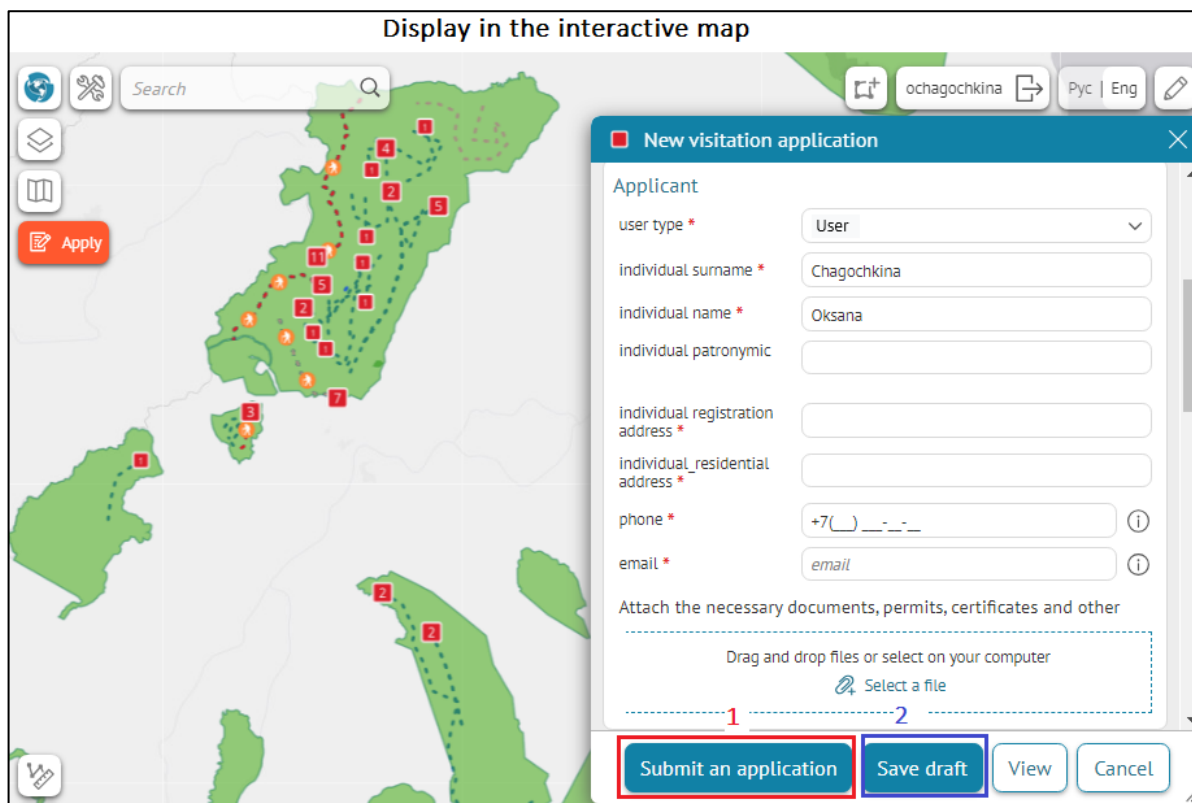 Display in the interactive map
Search
ochagochkina
Рус | Eng
Apply
New visitation application
Applicant
user type *
User
individual surname *
Chagochkina
individual name *
Oksana
individual patronymic
individual registration
address *
individual_residential
address *
phone *
+7(__) ___-__-__
email *
email
Attach the necessary documents, permits, certificates and other
Drag and drop files or select on your computer
Select a file
1
2
Submit an application
Save draft
View
Cancel
1
4
1
2
5
1
11
1
5
2
1
1
1
7
3
1
2
2